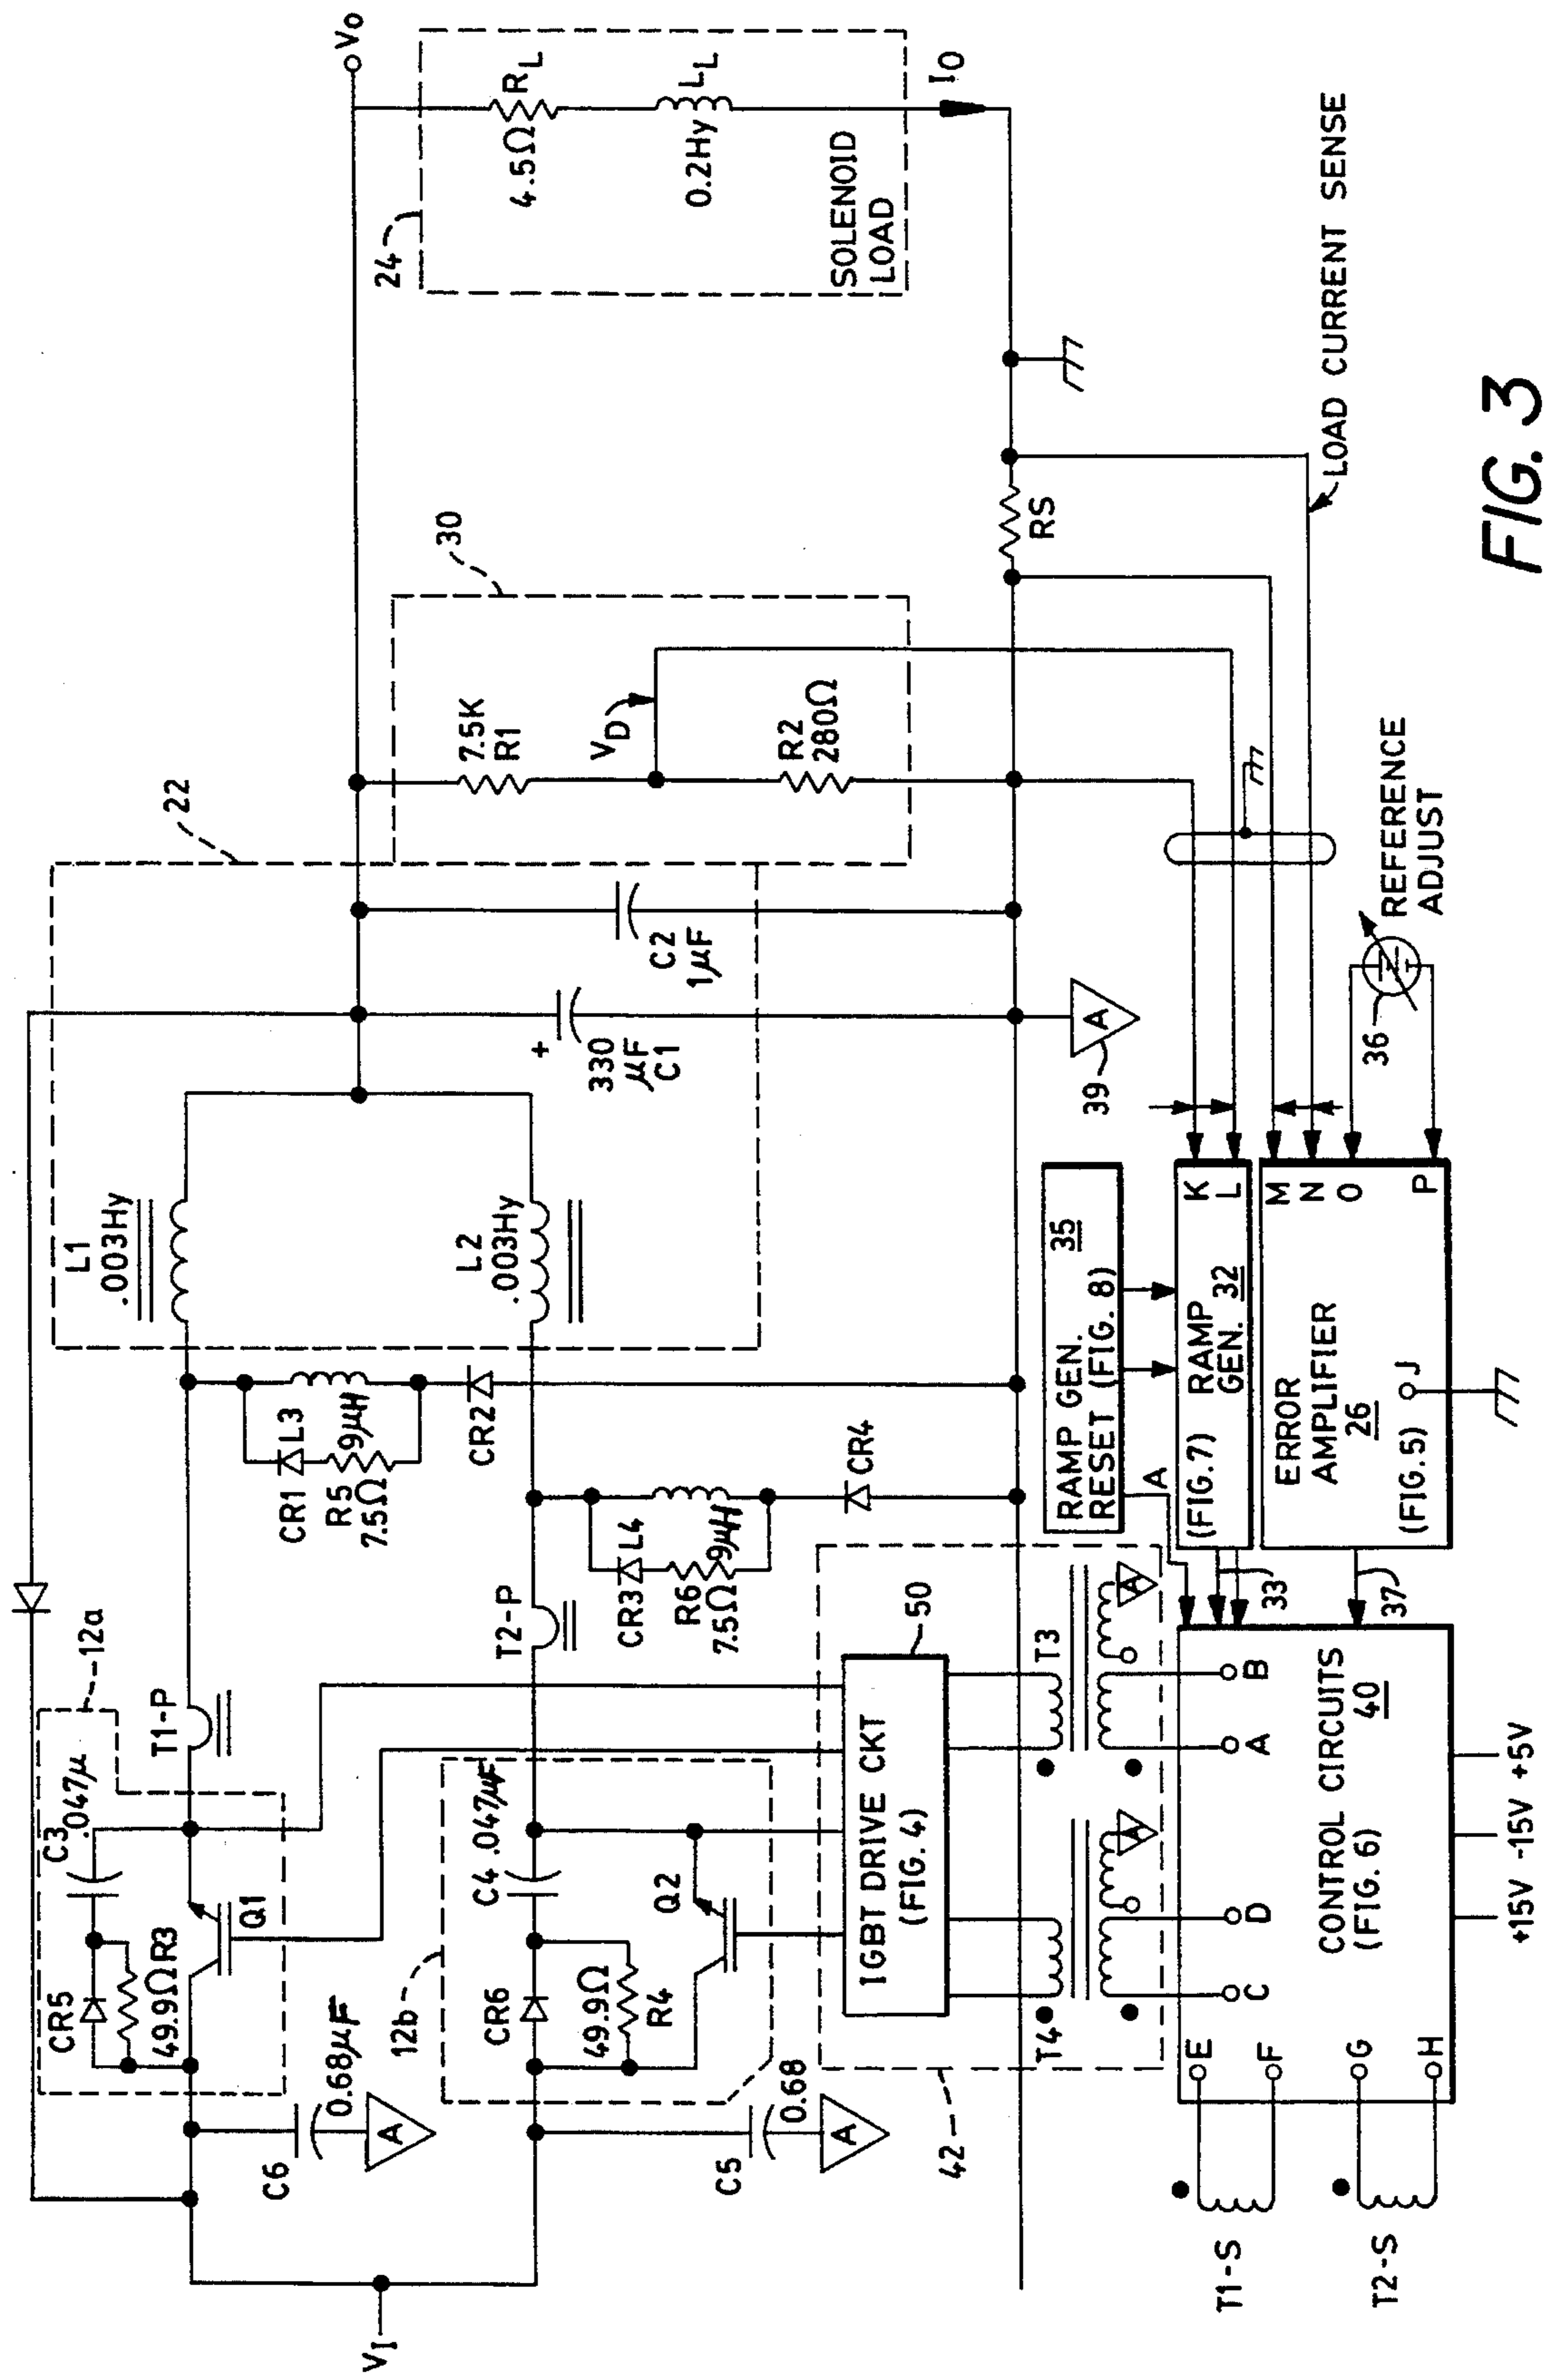 12a
C3
.047µ
T1-P
CR5
49.9Ω R3
Q1
C6
0.68µF
A
VI
L1
.003Hy
22
CR1
L3
9µH
R5
7.5Ω
CR2
L2
.003Hy
T2-P
12b
C4 .047µF
CR6
49.9Ω
R4
Q2
C5
0.68
A
CR3
L4
9µH
R6
7.5Ω
CR4
+
330
µF
C1
C2
1µF
30
7.5K
R1
VD
R2
280Ω
VO
24
4.5Ω
RL
0.2Hy
LL
SOLENOID
LOAD
IO
RS
A
39
42
IGBT DRIVE CKT
(FIG. 4)
50
T4
T3
A
A
RAMP GEN. 35
RESET (FIG. 8)
A
(FIG. 7)
RAMP
GEN. 32
K
L
33
ERROR
AMPLIFIER
26
(FIG. 5)
J
M
N
O
P
37
36
REFERENCE
ADJUST
LOAD CURRENT SENSE
E
F
G
H
C
D
A
B
CONTROL CIRCUITS
(FIG. 6)
40
T1-S
T2-S
+15V -15V +5V
FIG. 3